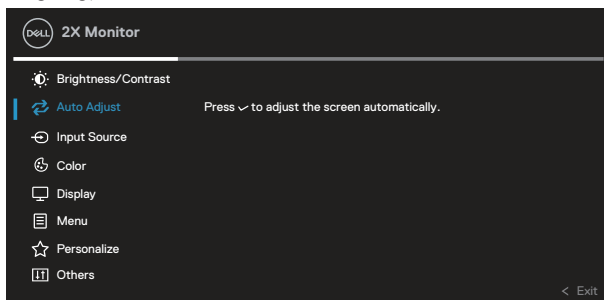 DELL 2X Monitor
Brightness/Contrast
Auto Adjust Press ✓ to adjust the screen automatically.
Input Source
Color
Display
Menu
Personalize
Others
< Exit